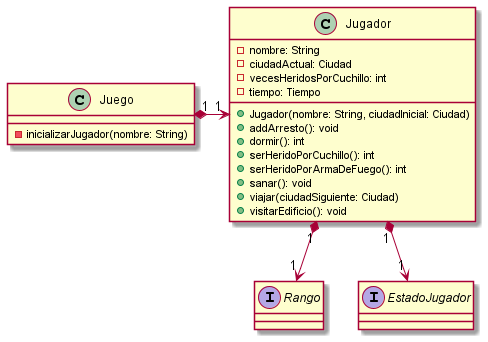 C Jugador
nombre: String
ciudadActual: Ciudad
vecesHeridosPorCuchillo: int
tiempo: Tiempo
Jugador(nombre: String, ciudadInicial: Ciudad)
addArresto(): void
dormir(): int
serHeridoPorCuchillo(): int
serHeridoPorArmaDeFuego(): int
sanar(): void
viajar(ciudadSiguiente: Ciudad)
visitarEdificio(): void
C Juego
inicializarJugador(nombre: String)
1 1
1 1
1 1
I Rango
I EstadoJugador